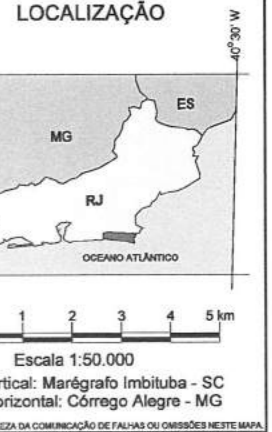 LOCALIZAÇÃO
40°30' W
ES
MG
RJ
OCEANO ATLÂNTICO
1 2 3 4 5 km
Escala 1:50.000
rtical: Marégrafo Imbituba - SC
orizontal: Córrego Alegre - MG
EZA DA COMUNICAÇÃO DE FALHAS OU OMISSÕES NESTE MAPA.